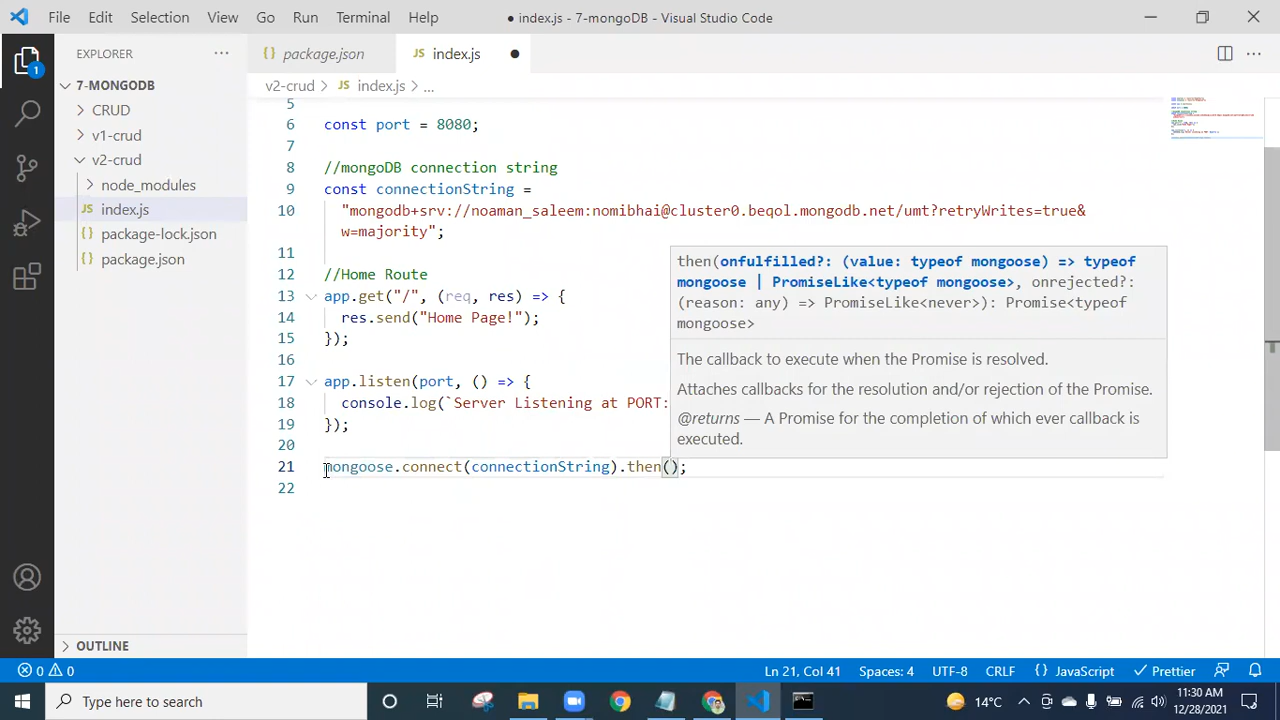 File Edit Selection View Go Run Terminal Help
● index.js - 7-mongoDB - Visual Studio Code
EXPLORER
7-MONGODB
CRUD
v1-crud
v2-crud
node_modules
JS index.js
package-lock.json
package.json
OUTLINE
1
{} package.json
JS index.js
v2-crud > JS index.js > ...
5
6 const port = 8080;
7
8 //mongoDB connection string
9 const connectionString =
10 "mongodb+srv://noaman_saleem:nomibhai@cluster0.beqol.mongodb.net/umt?retryWrites=true&
w=majority";
11
12 //Home Route
13 app.get("/", (req, res) => {
14 res.send("Home Page!");
15 });
16
17 app.listen(port, () => {
18 console.log(`Server Listening at PORT:
19 });
20
21 mongoose.connect(connectionString).then();
22
then(onfulfilled?: (value: typeof mongoose) => typeof
mongoose | PromiseLike<typeof mongoose>, onrejected?:
(reason: any) => PromiseLike<never>): Promise<typeof
mongoose>
The callback to execute when the Promise is resolved.
Attaches callbacks for the resolution and/or rejection of the Promise.
@returns — A Promise for the completion of which ever callback is
executed.
0 0
Ln 21, Col 41 Spaces: 4 UTF-8 CRLF {} JavaScript Prettier
Type here to search
14°C
11:30 AM
12/28/2021